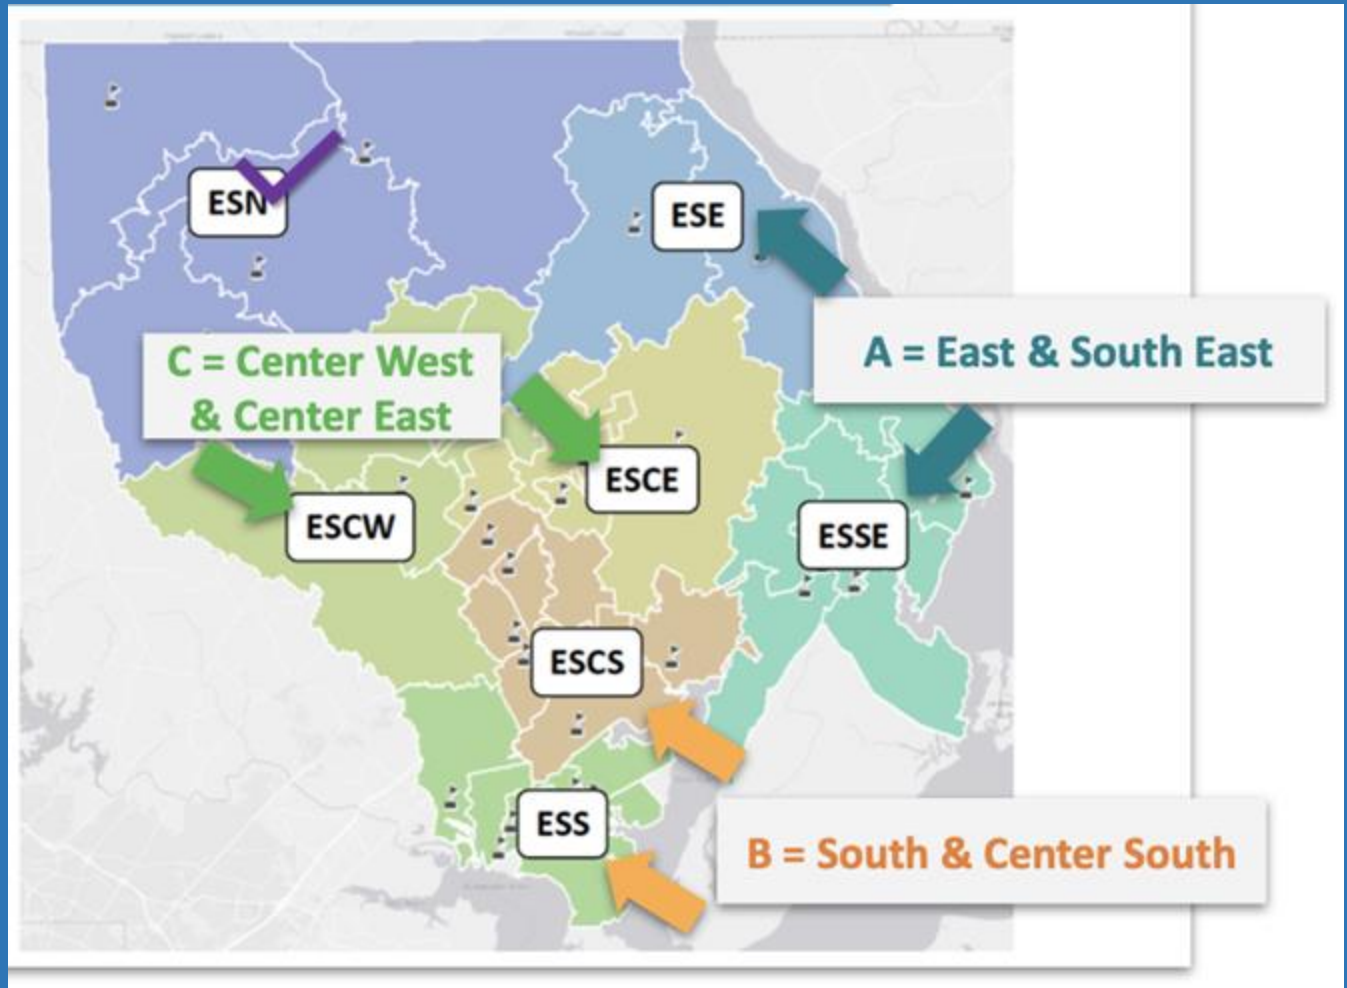 ESN
ESE
A = East & South East
C = Center West
& Center East
ESCE
ESCW
ESSE
ESCS
ESS
B = South & Center South